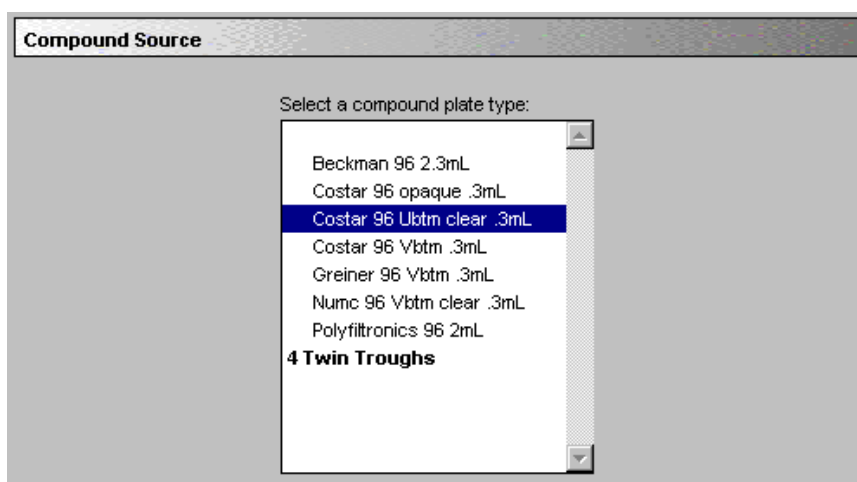 Compound Source
Select a compound plate type:
Beckman 96 2.3mL
Costar 96 opaque .3mL
Costar 96 Ubtm clear .3mL
Costar 96 Vbtm .3mL
Greiner 96 Vbtm .3mL
Numc 96 Vbtm clear .3mL
Polyfiltronics 96 2mL
4 Twin Troughs